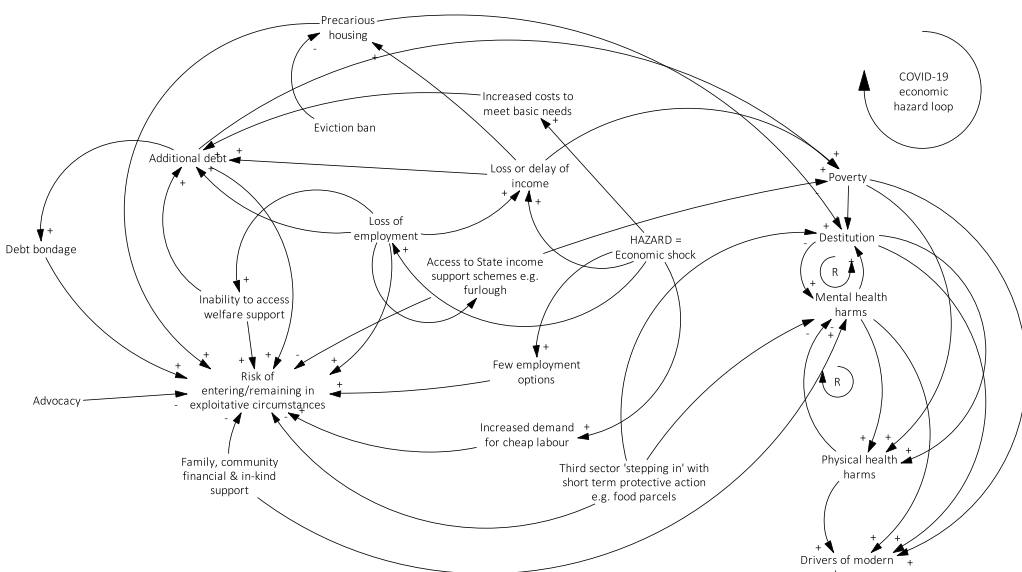 Precarious
housing
COVID-19
economic
hazard loop
Increased costs to
meet basic needs
Eviction ban
Additional debt
Loss or delay of
income
Poverty
Loss of
employment
Debt bondage
HAZARD =
Economic shock
Destitution
Access to State income
support schemes e.g.
furlough
R
Inability to access
welfare support
Mental health
harms
Few employment
options
Risk of
entering/remaining in
exploitative circumstances
R
Advocacy
Increased demand
for cheap labour
Family, community
financial & in-kind
support
Third sector 'stepping in' with
short term protective action
e.g. food parcels
Physical health
harms
Drivers of modern